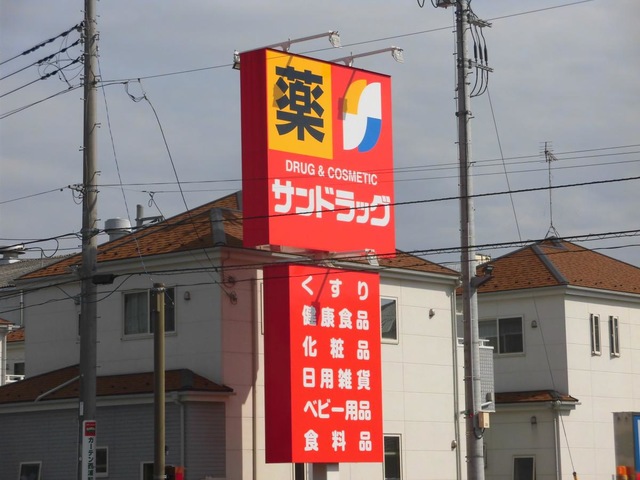 薬
DRUG & COSMETIC
サンドラッグ
くすり
健康食品
化粧品
日用雑貨
ベビー用品
食料品